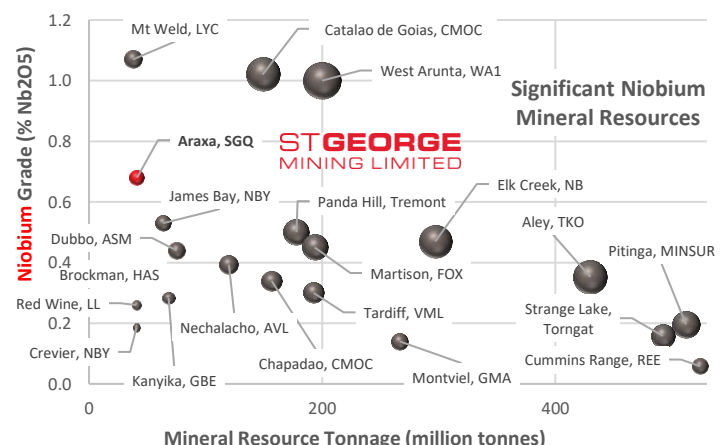 1.2
1.0
0.8
0.6
0.4
0.2
0.0
0
200
400
Niobium Grade (% Nb2O5)
Mineral Resource Tonnage (million tonnes)
Significant Niobium
Mineral Resources
STGEORGE
MINING LIMITED
Mt Weld, LYC
Catalao de Goias, CMOC
West Arunta, WA1
Araxa, SGQ
James Bay, NBY
Panda Hill, Tremont
Elk Creek, NB
Dubbo, ASM
Aley, TKO
Pitinga, MINSUR
Brockman, HAS
Martison, FOX
Red Wine, LL
Nechalacho, AVL
Tardiff, VML
Strange Lake,
Torngat
Crevier, NBY
Chapadao, CMOC
Cummins Range, REE
Kanyika, GBE
Montviel, GMA